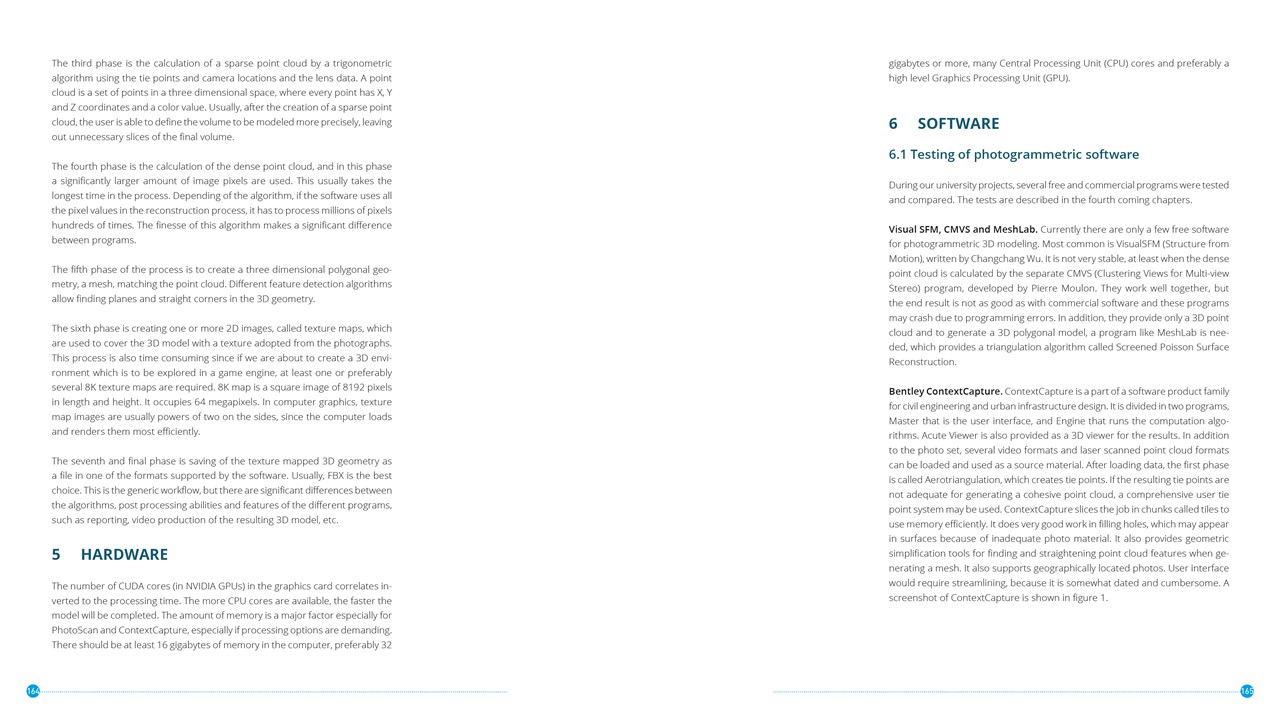 The third phase is the calculation of a sparse point cloud by a trigonometric
algorithm using the tie points and camera locations and the lens data. A point
cloud is a set of points in a three dimensional space, where every point has X, Y
and Z coordinates and a color value. Usually, after the creation of a sparse point
cloud, the user is able to define the volume to be modeled more precisely, leaving
out unnecessary slices of the final volume.
The fourth phase is the calculation of the dense point cloud, and in this phase
a significantly larger amount of image pixels are used. This usually takes the
longest time in the process. Depending of the algorithm, if the software uses all
the pixel values in the reconstruction process, it has to process millions of pixels
hundreds of times. The finesse of this algorithm makes a significant difference
between programs.
The fifth phase of the process is to create a three dimensional polygonal geo-
metry, a mesh, matching the point cloud. Different feature detection algorithms
allow finding planes and straight corners in the 3D geometry.
The sixth phase is creating one or more 2D images, called texture maps, which
are used to cover the 3D model with a texture adopted from the photographs.
This process is also time consuming since if we are about to create a 3D envi-
ronment which is to be explored in a game engine, at least one or preferably
several 8K texture maps are required. 8K map is a square image of 8192 pixels
in length and height. It occupies 64 megapixels. In computer graphics, texture
map images are usually powers of two on the sides, since the computer loads
and renders them most efficiently.
The seventh and final phase is saving of the texture mapped 3D geometry as
a file in one of the formats supported by the software. Usually, FBX is the best
choice. This is the generic workflow, but there are significant differences between
the algorithms, post processing abilities and features of the different programs,
such as reporting, video production of the resulting 3D model, etc.
5 HARDWARE
The number of CUDA cores (in NVIDIA GPUs) in the graphics card correlates in-
verted to the processing time. The more CPU cores are available, the faster the
model will be completed. The amount of memory is a major factor especially for
PhotoScan and ContextCapture, especially if processing options are demanding.
There should be at least 16 gigabytes of memory in the computer, preferably 32
164
gigabytes or more, many Central Processing Unit (CPU) cores and preferably a
high level Graphics Processing Unit (GPU).
6 SOFTWARE
6.1 Testing of photogrammetric software
During our university projects, several free and commercial programs were tested
and compared. The tests are described in the fourth coming chapters.
Visual SFM, CMVS and MeshLab. Currently there are only a few free software
for photogrammetric 3D modeling. Most common is VisualSFM (Structure from
Motion), written by Changchang Wu. It is not very stable, at least when the dense
point cloud is calculated by the separate CMVS (Clustering Views for Multi-view
Stereo) program, developed by Pierre Moulon. They work well together, but
the end result is not as good as with commercial software and these programs
may crash due to programming errors. In addition, they provide only a 3D point
cloud and to generate a 3D polygonal model, a program like MeshLab is nee-
ded, which provides a triangulation algorithm called Screened Poisson Surface
Reconstruction.
Bentley ContextCapture. ContextCapture is a part of a software product family
for civil engineering and urban infrastructure design. It is divided in two programs,
Master that is the user interface, and Engine that runs the computation algo-
rithms. Acute Viewer is also provided as a 3D viewer for the results. In addition
to the photo set, several video formats and laser scanned point cloud formats
can be loaded and used as a source material. After loading data, the first phase
is called Aerotriangulation, which creates tie points. If the resulting tie points are
not adequate for generating a cohesive point cloud, a comprehensive user tie
point system may be used. ContextCapture slices the job in chunks called tiles to
use memory efficiently. It does very good work in filling holes, which may appear
in surfaces because of inadequate photo material. It also provides geometric
simplification tools for finding and straightening point cloud features when ge-
nerating a mesh. It also supports geographically located photos. User interface
would require streamlining, because it is somewhat dated and cumbersome. A
screenshot of ContextCapture is shown in figure 1.
165